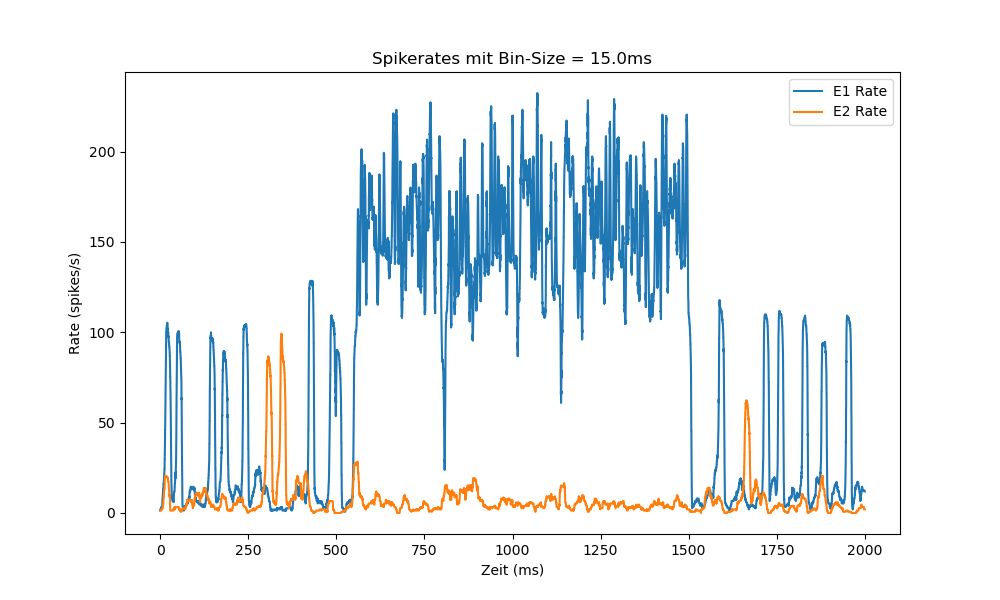 Spikerates mit Bin-Size = 15.0ms
E1 Rate
E2 Rate
Rate (spikes/s)
200
150
100
50
0
0 250 500 750 1000 1250 1500 1750 2000
Zeit (ms)